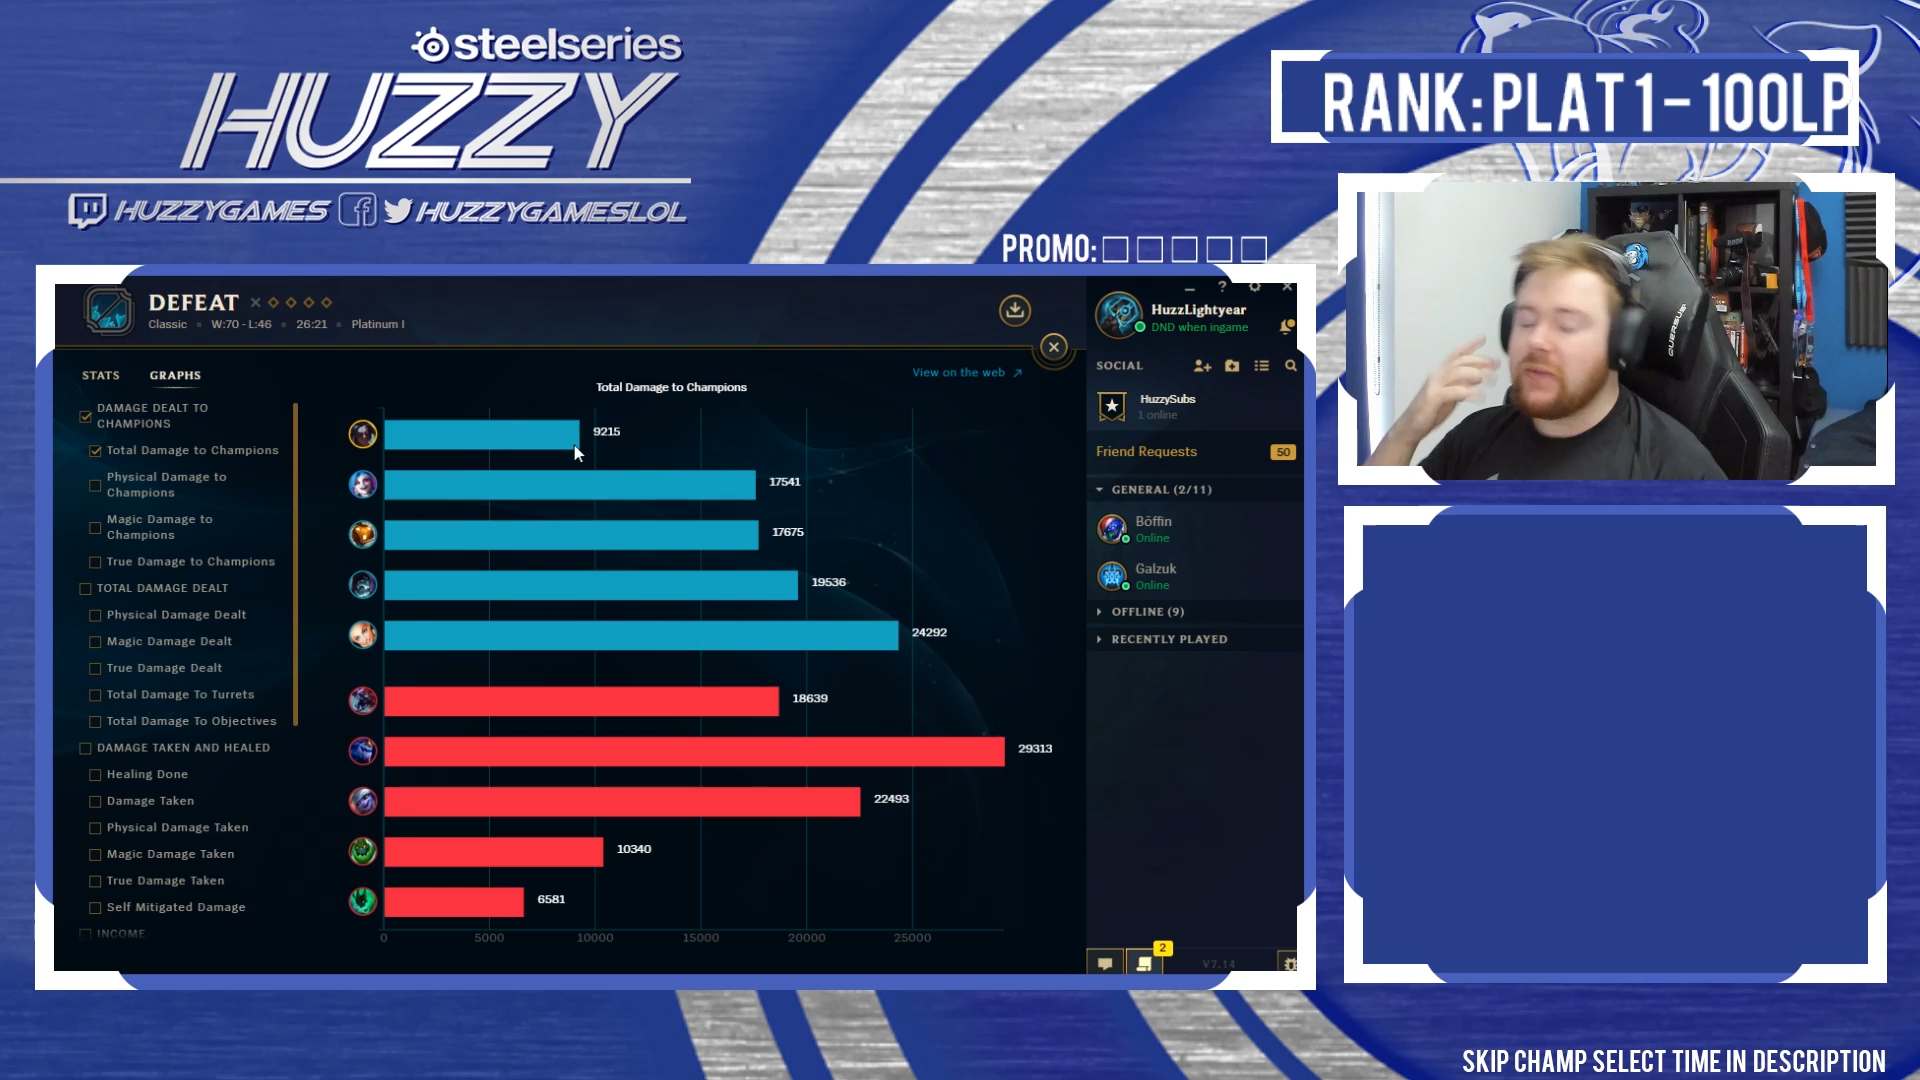 steelseries
HUZZY
HUZZYGAMES HUZZYGAMESLOL
RANK: PLAT 1 - 100LP
PROMO:
DEFEAT
Classic • W:70 - L:46 • 26:21 • Platinum I
HuzzLightyear
DND when ingame
STATS GRAPHS
View on the web
Total Damage to Champions
DAMAGE DEALT TO
CHAMPIONS
Total Damage to Champions
Physical Damage to
Champions
Magic Damage to
Champions
True Damage to Champions
TOTAL DAMAGE DEALT
Physical Damage Dealt
Magic Damage Dealt
True Damage Dealt
Total Damage To Turrets
Total Damage To Objectives
DAMAGE TAKEN AND HEALED
Healing Done
Damage Taken
Physical Damage Taken
Magic Damage Taken
True Damage Taken
Self Mitigated Damage
INCOME
9215
17541
17675
19536
24292
18639
29313
22493
10340
6581
0 5000 10000 15000 20000 25000
SOCIAL
HuzzySubs
1 online
Friend Requests 50
GENERAL (2/11)
Böffin
Online
Galzuk
Online
OFFLINE (9)
RECENTLY PLAYED
2
V7.14
QUERSUS
SKIP CHAMP SELECT TIME IN DESCRIPTION